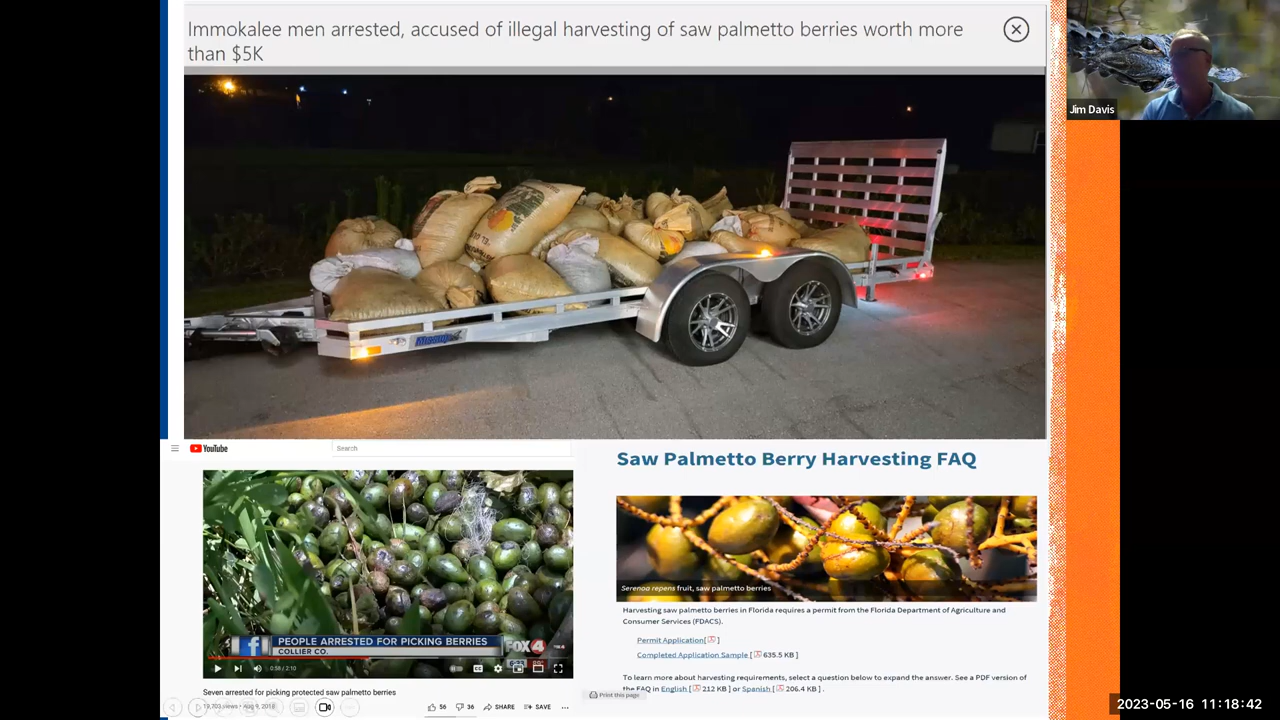 Immokalee men arrested, accused of illegal harvesting of saw palmetto berries worth more
than $5K
Jim Davis
YouTube
Search
PEOPLE ARRESTED FOR PICKING BERRIES
COLLIER CO.
FOX 4
0:58 / 2:10
Seven arrested for picking protected saw palmetto berries
19,703 views • Aug 9, 2018
56
36
SHARE
SAVE
Saw Palmetto Berry Harvesting FAQ
Serenoa repens fruit, saw palmetto berries
Harvesting saw palmetto berries in Florida requires a permit from the Florida Department of Agriculture and
Consumer Services (FDACS).
Permit Application[ ]
Completed Application Sample [ 635.5 KB ]
To learn more about harvesting requirements, select a question below to expand the answer. See a PDF version of
the FAQ in English [ 212 KB ] or Spanish [ 206.4 KB ] .
Print this page
2023-05-16 11:18:42